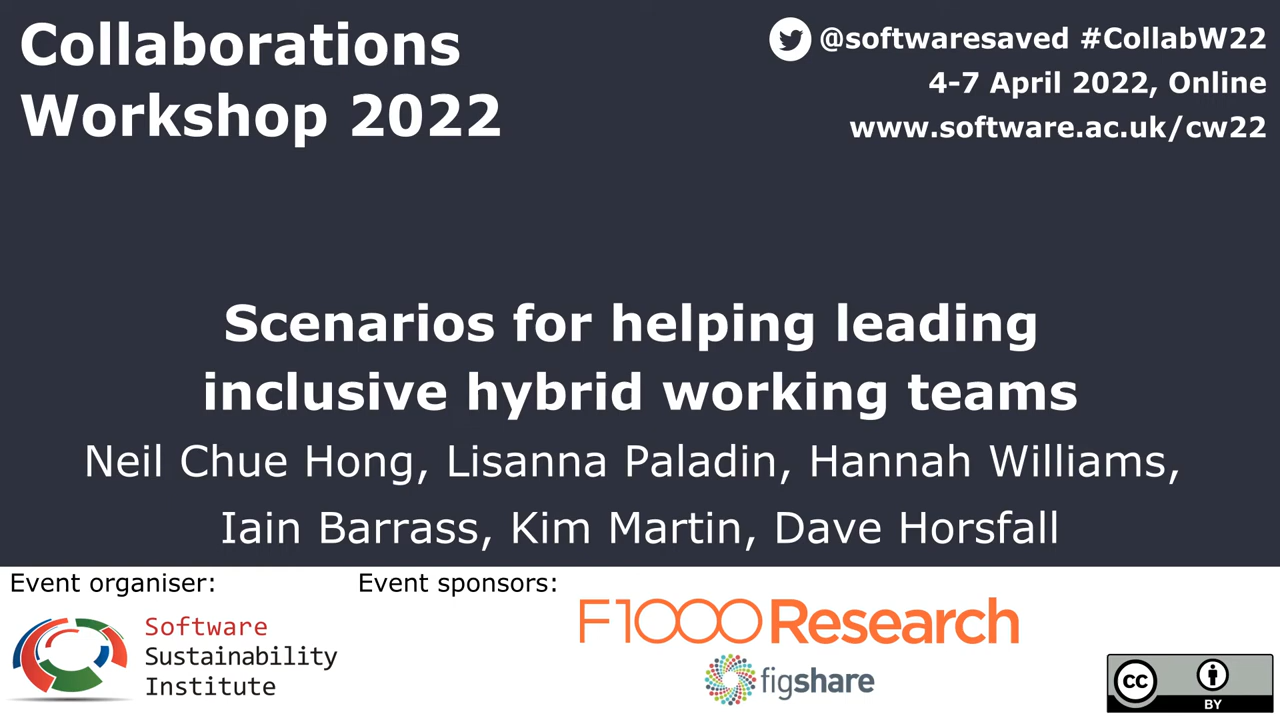 Collaborations
Workshop 2022
@softwaresaved #CollabW22
4-7 April 2022, Online
www.software.ac.uk/cw22
Scenarios for helping leading
inclusive hybrid working teams
Neil Chue Hong, Lisanna Paladin, Hannah Williams,
Iain Barrass, Kim Martin, Dave Horsfall
Event organiser:
Event sponsors:
Software
Sustainability
Institute
F1000Research
figshare
CC
BY